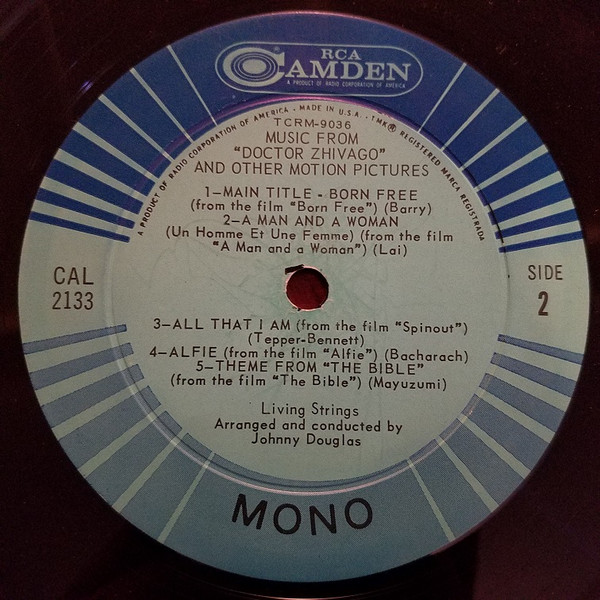 RCA
CAMDEN
A PRODUCT OF RADIO CORPORATION OF AMERICA
A PRODUCT OF RADIO CORPORATION OF AMERICA - MADE IN U.S.A. - TMK ® REGISTERED MARCA REGISTRADA
TCRM-9036
MUSIC FROM
"DOCTOR ZHIVAGO"
AND OTHER MOTION PICTURES
1—MAIN TITLE - BORN FREE
(from the film "Born Free") (Barry)
2—A MAN AND A WOMAN
(Un Homme Et Une Femme) (from the film
"A Man and a Woman") (Lai)
CAL
2133
SIDE
2
3—ALL THAT I AM (from the film "Spinout")
(Tepper-Bennett)
4—ALFIE (from the film "Alfie") (Bacharach)
5—THEME FROM "THE BIBLE"
(from the film "The Bible") (Mayuzumi)
Living Strings
Arranged and conducted by
Johnny Douglas
MONO